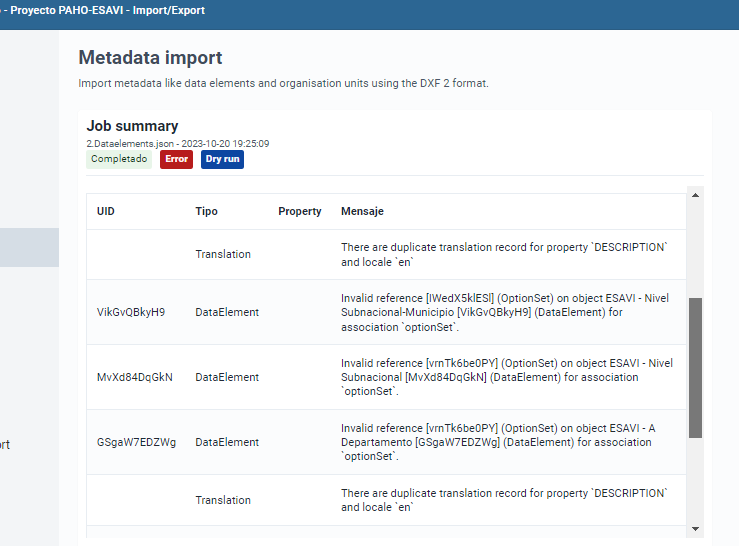 - Proyecto PAHO-ESAVI - Import/Export
Metadata import
Import metadata like data elements and organisation units using the DXF 2 format.
Job summary
2.Dataelements.json - 2023-10-20 19:25:09
Completado Error Dry run
UID Tipo Property Mensaje
Translation There are duplicate translation record for property `DESCRIPTION`
and locale `en`
VikGvQBkyH9 DataElement Invalid reference [IWedX5klESl] (OptionSet) on object ESAVI - Nivel
Subnacional-Municipio [VikGvQBkyH9] (DataElement) for
association `optionSet`.
MvXd84DqGkN DataElement Invalid reference [vrnTk6be0PY] (OptionSet) on object ESAVI - Nivel
Subnacional [MvXd84DqGkN] (DataElement) for association
`optionSet`.
GSgaW7EDZWg DataElement Invalid reference [vrnTk6be0PY] (OptionSet) on object ESAVI - A
Departamento [GSgaW7EDZWg] (DataElement) for association
`optionSet`.
ort
Translation There are duplicate translation record for property `DESCRIPTION`
and locale `en`